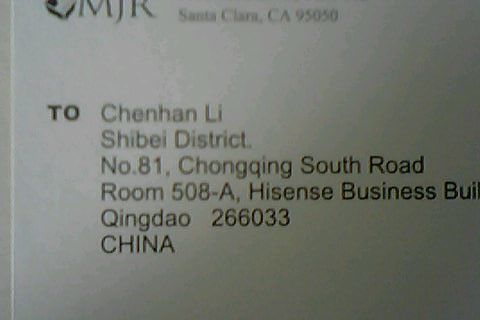 MJR
Santa Clara, CA 95050
TO Chenhan Li
Shibei District.
No.81, Chongqing South Road
Room 508-A, Hisense Business Buil
Qingdao 266033
CHINA